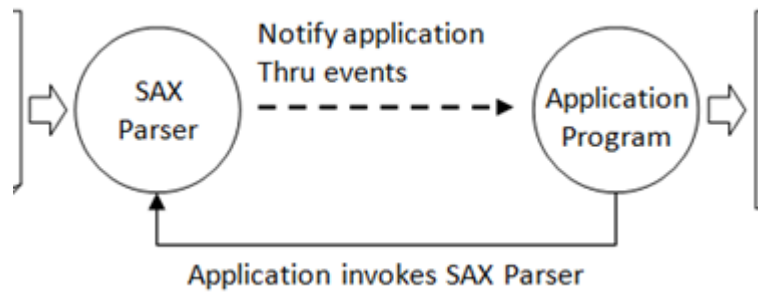 Notify application
Thru events
SAX
Parser
Application
Program
Application invokes SAX Parser